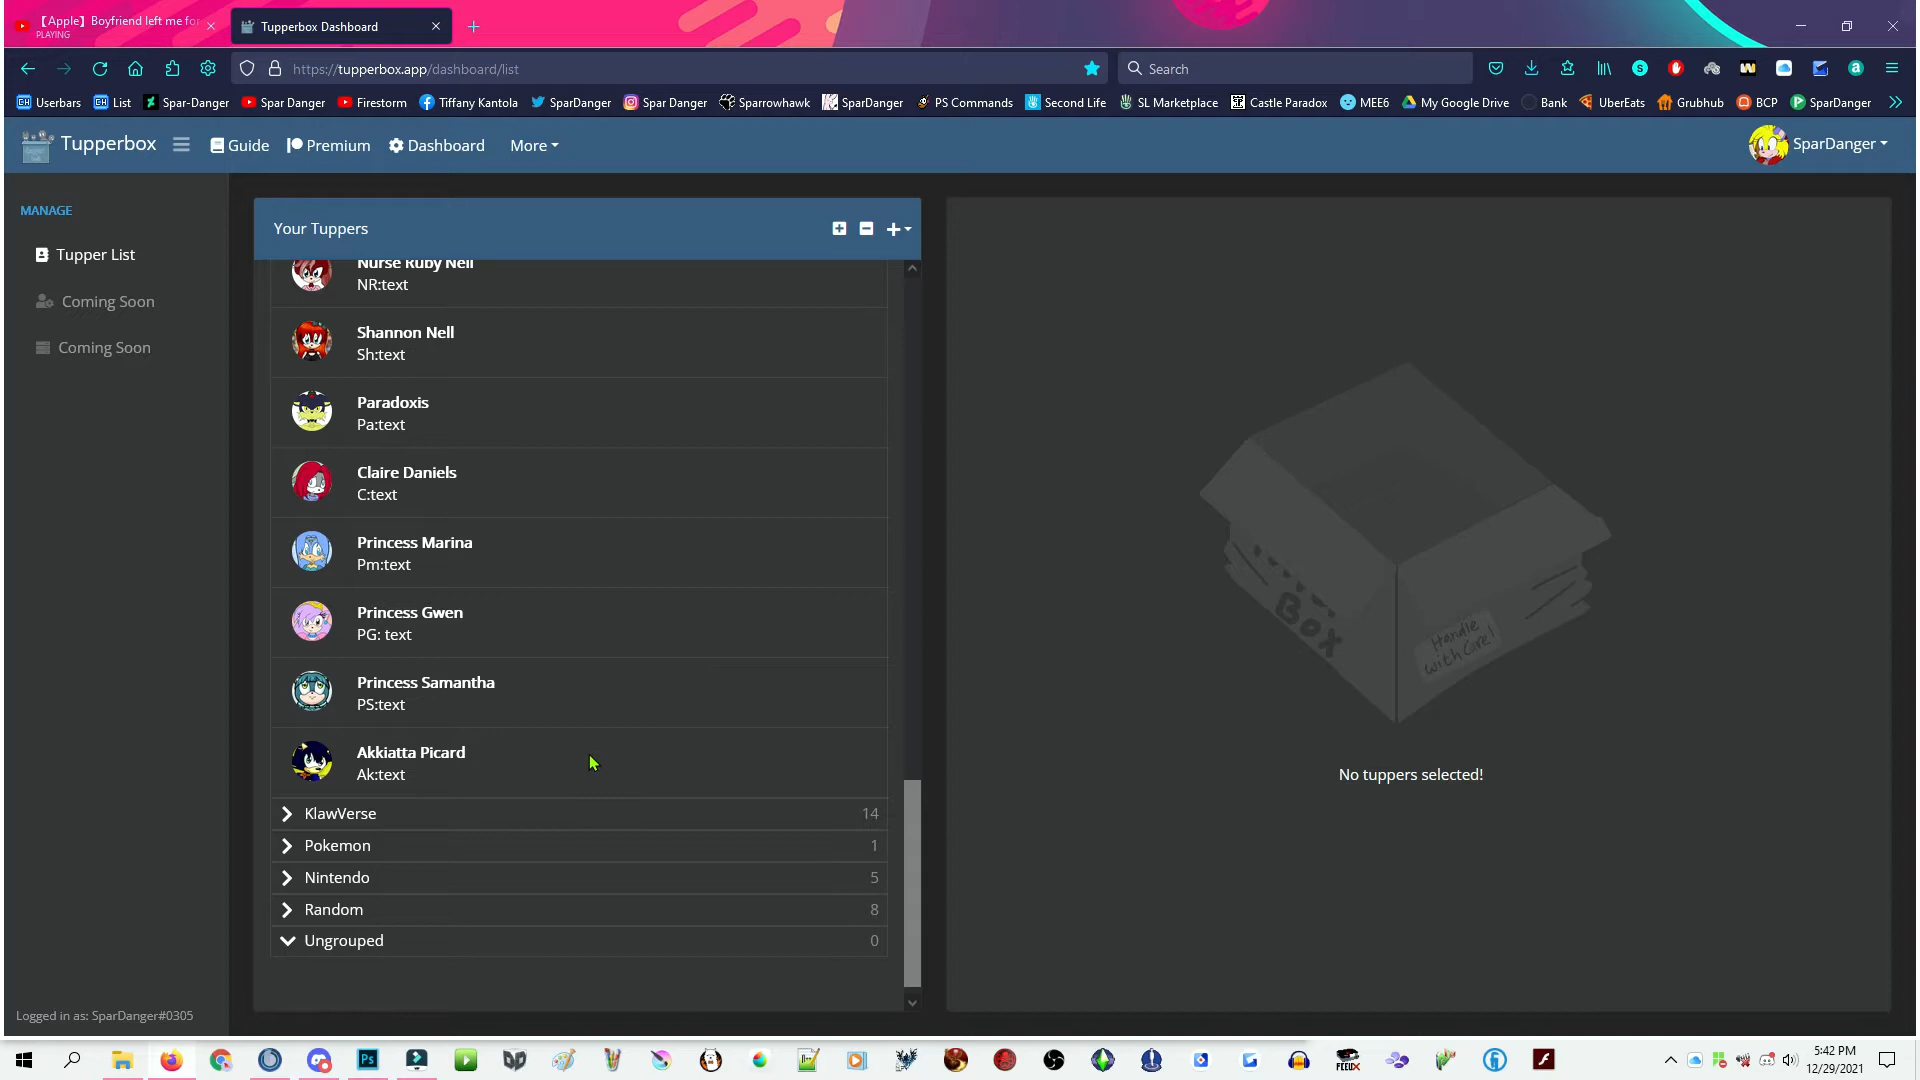 【Apple】Boyfriend left me fo
PLAYING
Tupperbox Dashboard
https://tupperbox.app/dashboard/list
Search
Userbars
List
Spar-Danger
Spar Danger
Firestorm
Tiffany Kantola
SparDanger
Spar Danger
Sparrowhawk
SparDanger
PS Commands
Second Life
SL Marketplace
Castle Paradox
MEE6
My Google Drive
Bank
UberEats
Grubhub
BCP
SparDanger
Tupperbox
Guide
Premium
Dashboard
More
SparDanger
MANAGE
Tupper List
Coming Soon
Coming Soon
Your Tuppers
Nurse Ruby Nell
NR:text
Shannon Nell
Sh:text
Paradoxis
Pa:text
Claire Daniels
C:text
Princess Marina
Pm:text
Princess Gwen
PG: text
Princess Samantha
PS:text
Akkiatta Picard
Ak:text
KlawVerse 14
Pokemon 1
Nintendo 5
Random 8
Ungrouped 0
BOX
Handle
with Care!
No tuppers selected!
Logged in as: SparDanger#0305
5:42 PM
12/29/2021